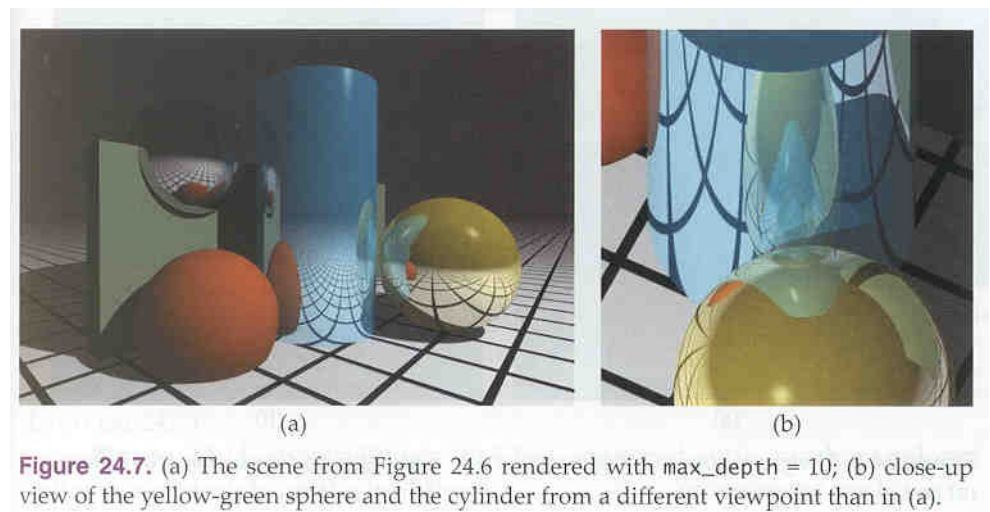 (a) (b)
Figure 24.7. (a) The scene from Figure 24.6 rendered with max_depth = 10; (b) close-up
view of the yellow-green sphere and the cylinder from a different viewpoint than in (a).